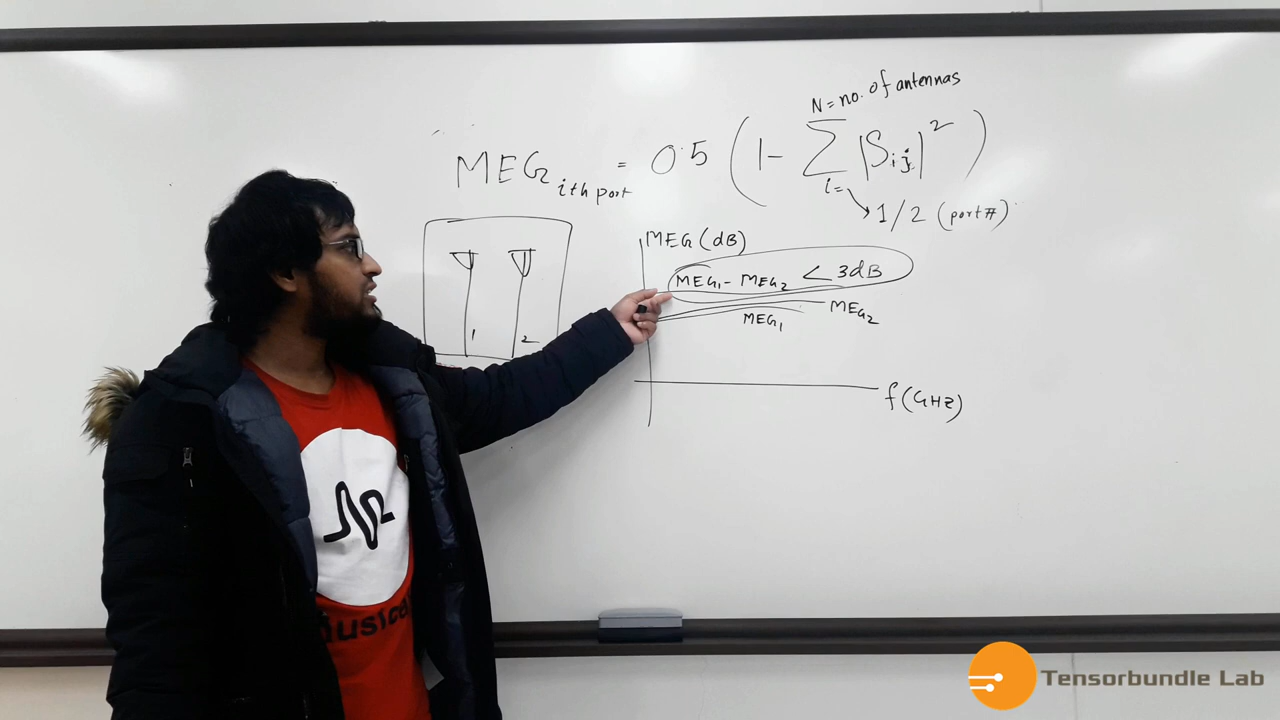 N = no. of antennas
MEG ith port = 0.5 ( 1 - ∑ |Sij|² )
i =
1/2 (port #)
MEG (dB)
MEG1 - MEG2 < 3dB
MEG2
MEG1
1 2
f (GHz)
musical
Tensorbundle Lab